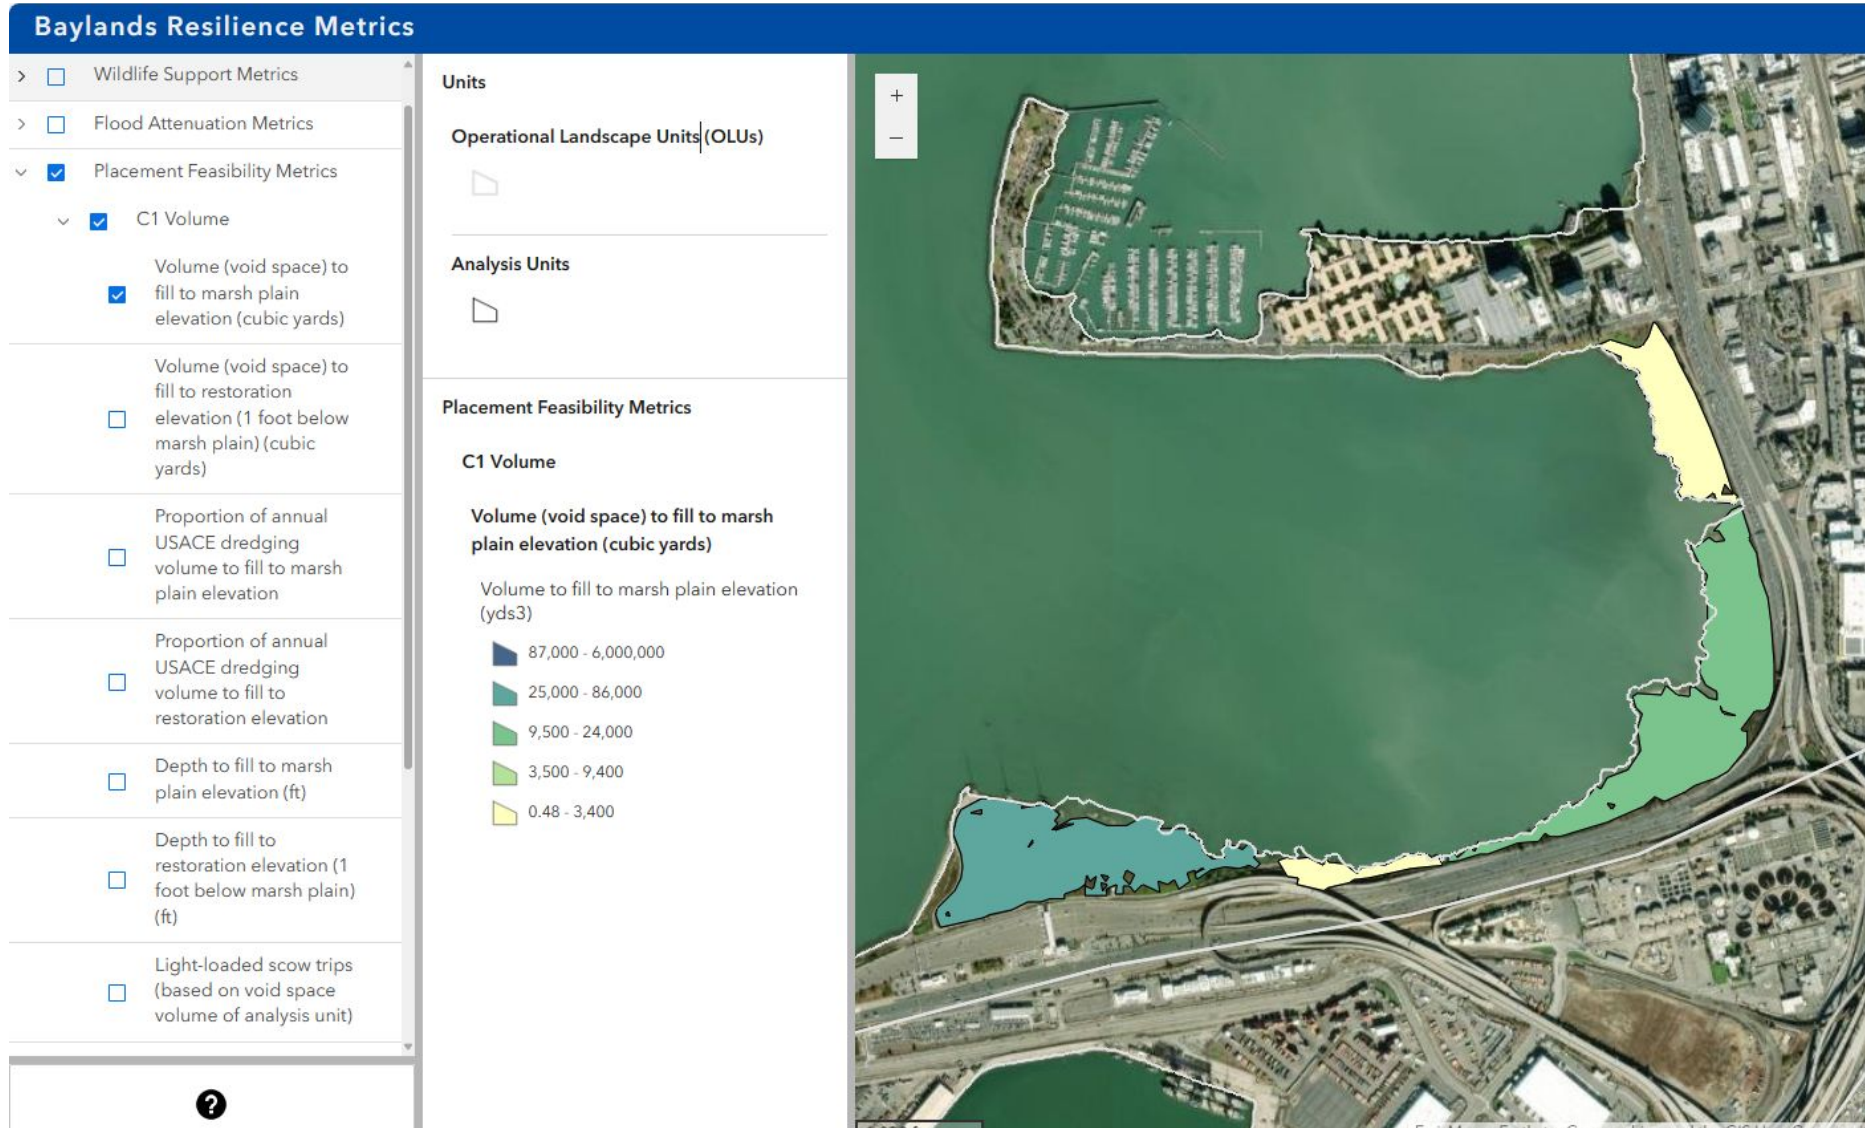 Baylands Resilience Metrics
Wildlife Support Metrics
Flood Attenuation Metrics
Placement Feasibility Metrics
C1 Volume
Volume (void space) to
fill to marsh plain
elevation (cubic yards)
Volume (void space) to
fill to restoration
elevation (1 foot below
marsh plain) (cubic
yards)
Proportion of annual
USACE dredging
volume to fill to marsh
plain elevation
Proportion of annual
USACE dredging
volume to fill to
restoration elevation
Depth to fill to marsh
plain elevation (ft)
Depth to fill to
restoration elevation (1
foot below marsh plain)
(ft)
Light-loaded scow trips
(based on void space
volume of analysis unit)
?
Units
Operational Landscape Units (OLUs)
Analysis Units
Placement Feasibility Metrics
C1 Volume
Volume (void space) to fill to marsh
plain elevation (cubic yards)
Volume to fill to marsh plain elevation
(yds3)
87,000 - 6,000,000
25,000 - 86,000
9,500 - 24,000
3,500 - 9,400
0.48 - 3,400
+
−